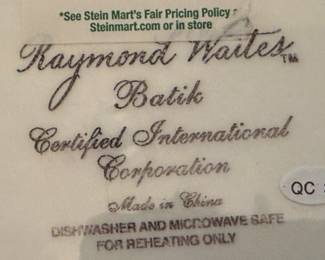 *See Stein Mart's Fair Pricing Policy
Steinmart.com or in store
Raymond Waites™
Batik
Certified International
Corporation
Made in China
QC
DISHWASHER AND MICROWAVE SAFE
FOR REHEATING ONLY